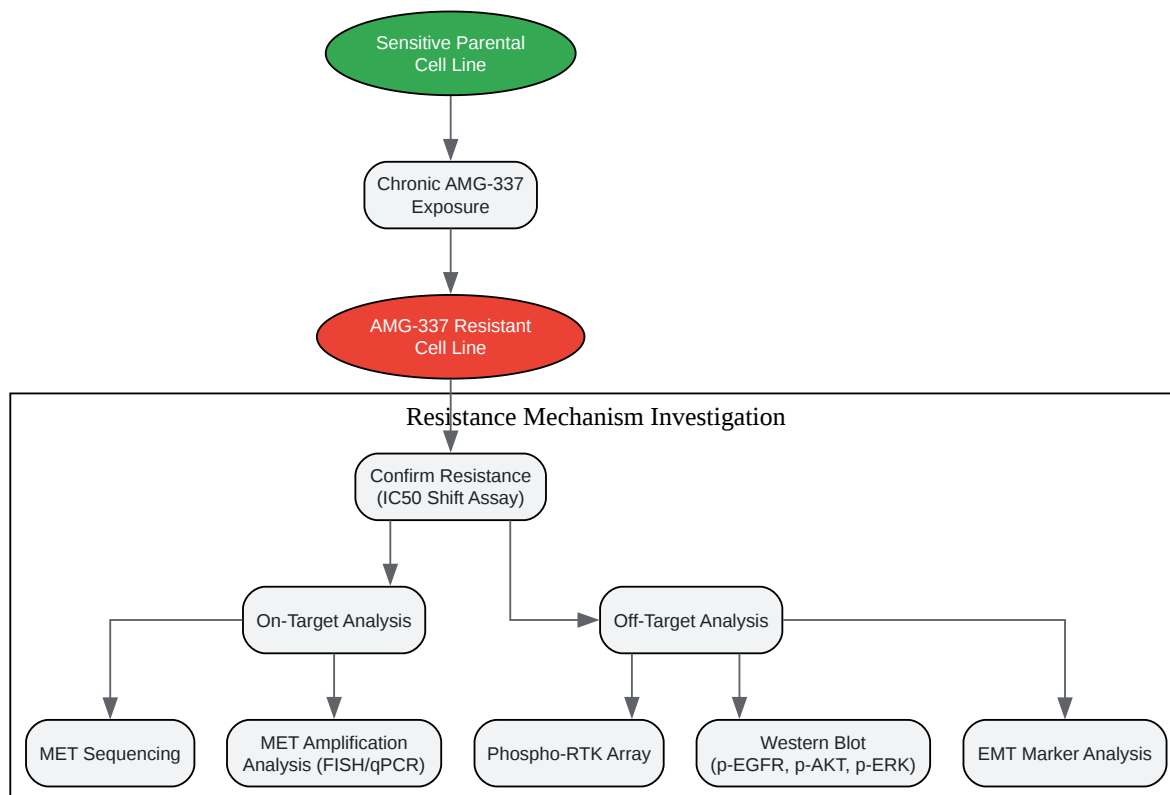 Sensitive Parental
Cell Line
Chronic AMG-337
Exposure
AMG-337 Resistant
Cell Line
Resistance Mechanism Investigation
Confirm Resistance
(IC50 Shift Assay)
On-Target Analysis
Off-Target Analysis
MET Sequencing
MET Amplification
Analysis (FISH/qPCR)
Phospho-RTK Array
Western Blot
(p-EGFR, p-AKT, p-ERK)
EMT Marker Analysis